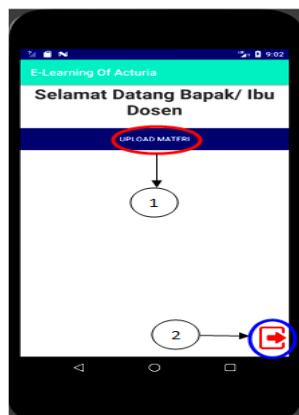 9:02
E-Learning Of Acturia
Selamat Datang Bapak/ Ibu
Dosen
UPLOAD MATERI
1
2